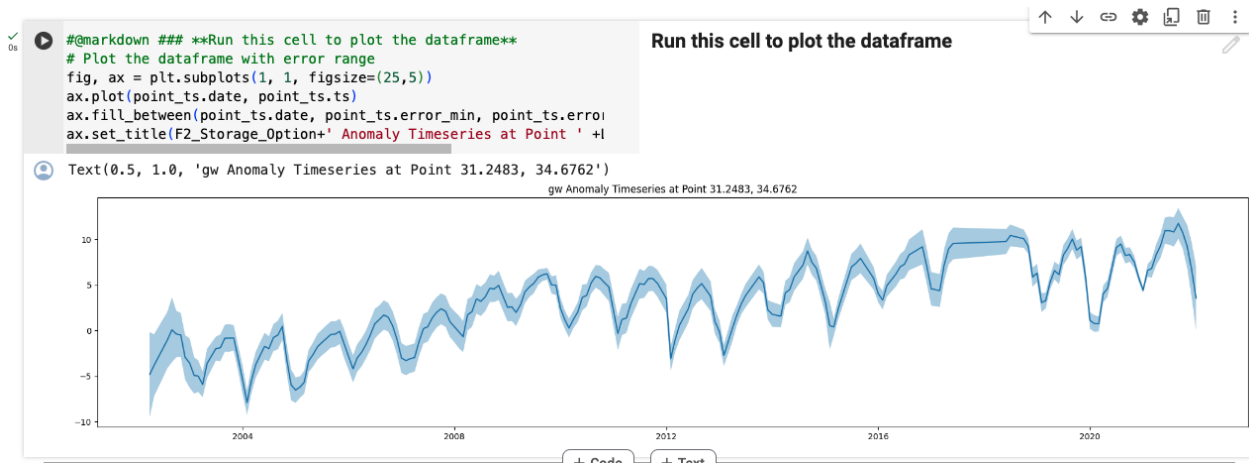 0s
#@markdown ### **Run this cell to plot the dataframe**
# Plot the dataframe with error range
fig, ax = plt.subplots(1, 1, figsize=(25,5))
ax.plot(point_ts.date, point_ts.ts)
ax.fill_between(point_ts.date, point_ts.error_min, point_ts.error
ax.set_title(F2_Storage_Option+' Anomaly Timeseries at Point ' +
Run this cell to plot the dataframe
Text(0.5, 1.0, 'gw Anomaly Timeseries at Point 31.2483, 34.6762')
gw Anomaly Timeseries at Point 31.2483, 34.6762
10
5
0
−5
−10
2004 2008 2012 2016 2020
+ Code + Text